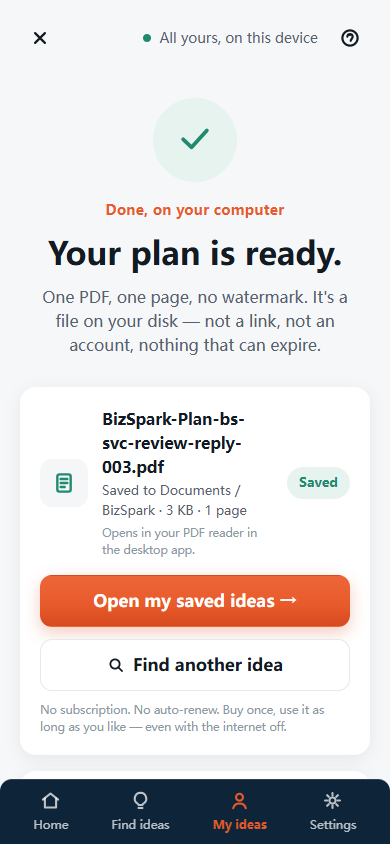 All yours, on this device
Done, on your computer
Your plan is ready.
One PDF, one page, no watermark. It's a
file on your disk — not a link, not an
account, nothing that can expire.
BizSpark-Plan-bs-
svc-review-reply-
003.pdf
Saved to Documents /
BizSpark · 3 KB · 1 page
Opens in your PDF reader in
the desktop app.
Saved
Open my saved ideas →
Find another idea
No subscription. No auto-renew. Buy once, use it as
long as you like — even with the internet off.
Home
Find ideas
My ideas
Settings